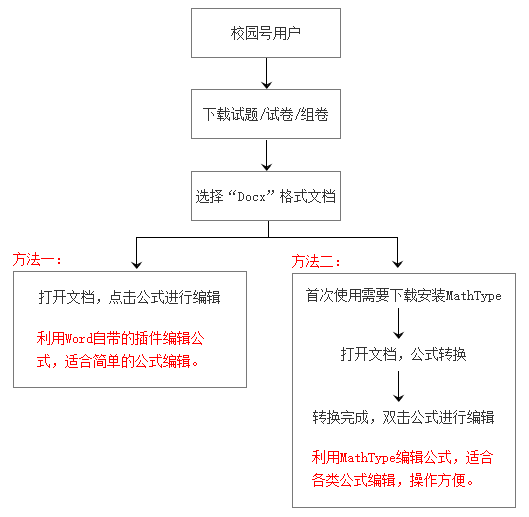 校园号用户
下载试题/试卷/组卷
选择“Docx”格式文档
方法一：
打开文档，点击公式进行编辑
利用Word自带的插件编辑公
式，适合简单的公式编辑。
方法二：
首次使用需要下载安装MathType
打开文档，公式转换
转换完成，双击公式进行编辑
利用MathType编辑公式，适合
各类公式编辑，操作方便。